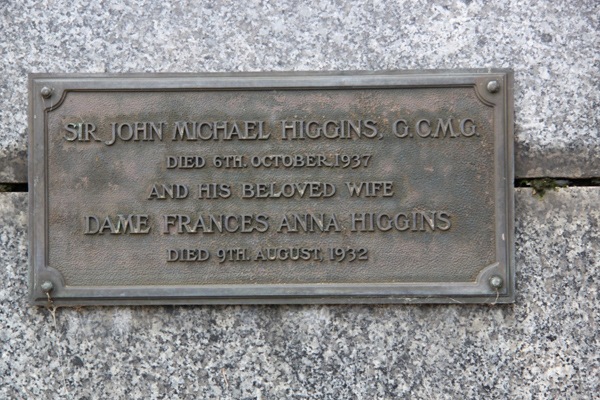 SIR JOHN MICHAEL HIGGINS, G.C.M.G.
DIED 6TH. OCTOBER, 1937
AND HIS BELOVED WIFE
DAME FRANCES ANNA HIGGINS
DIED 9TH. AUGUST, 1932